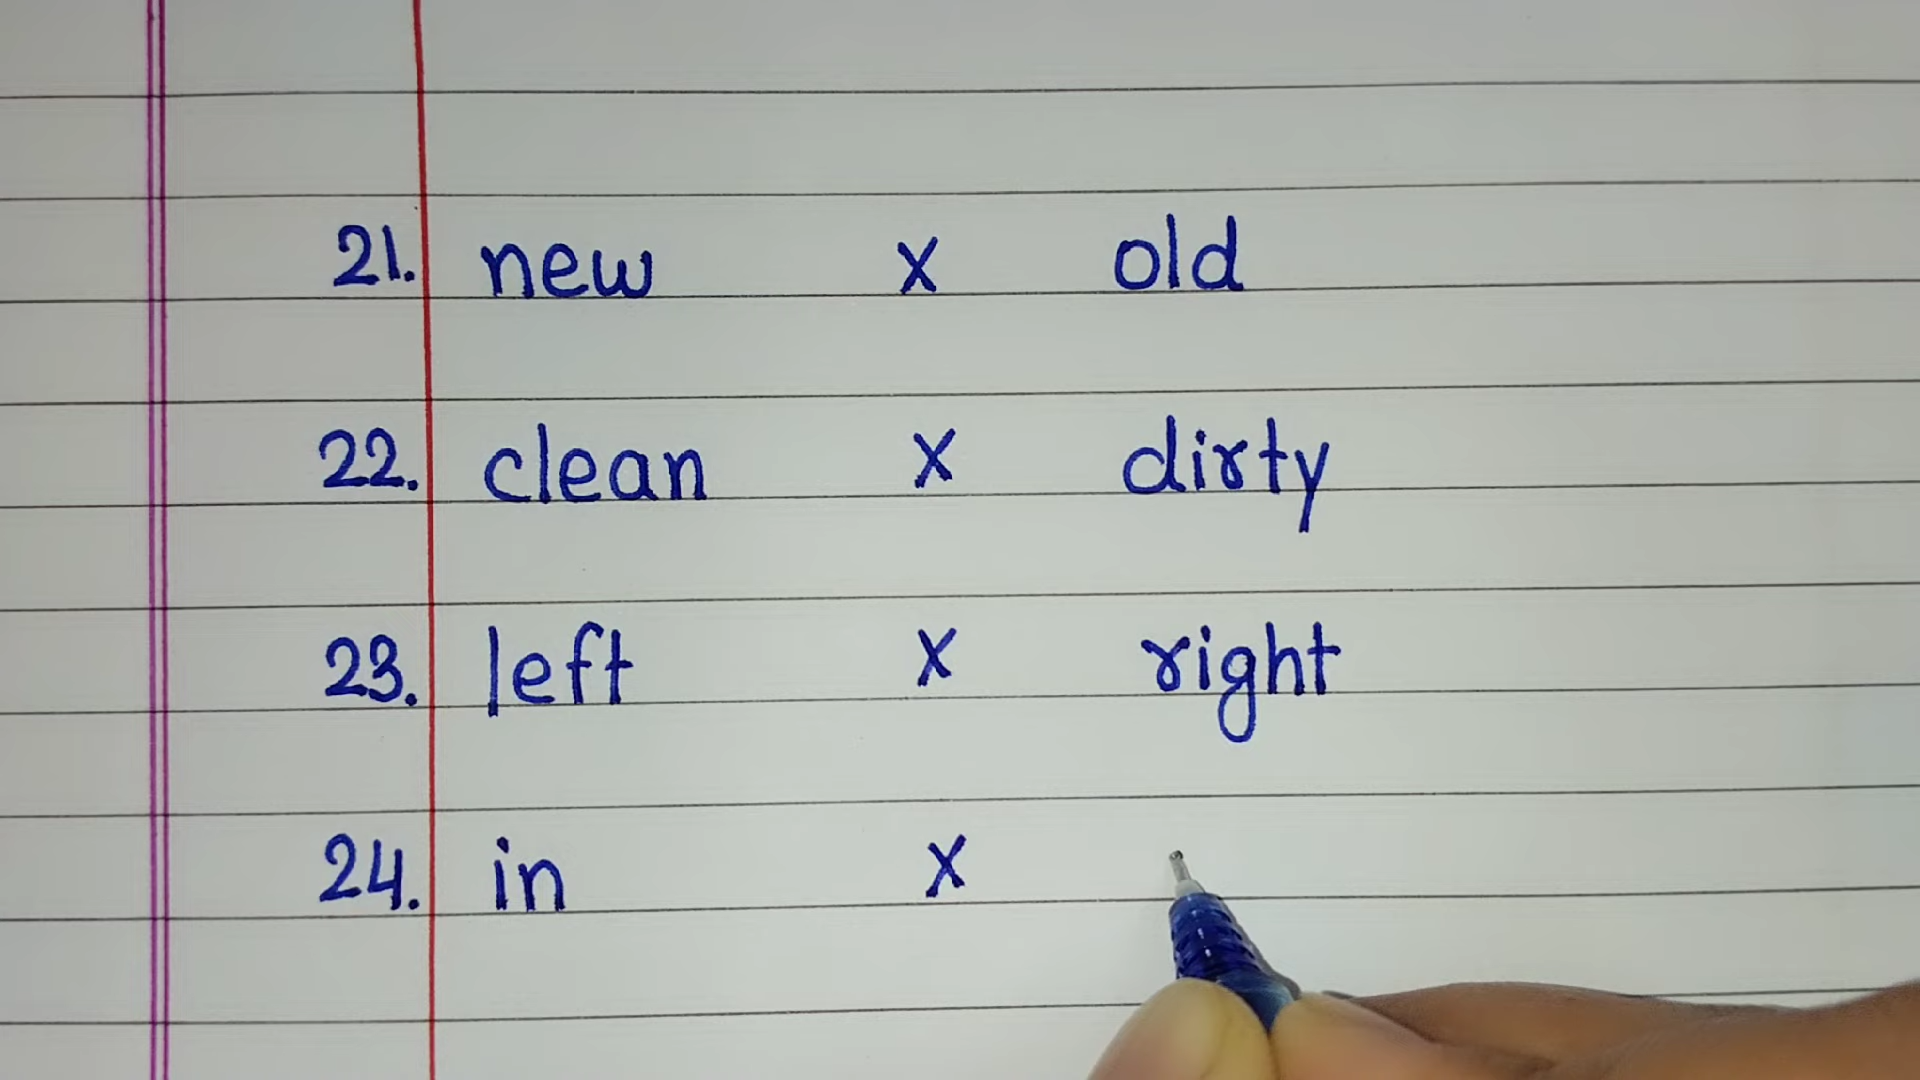 21. new x old
22. clean x dirty
23. left x right
24. in x